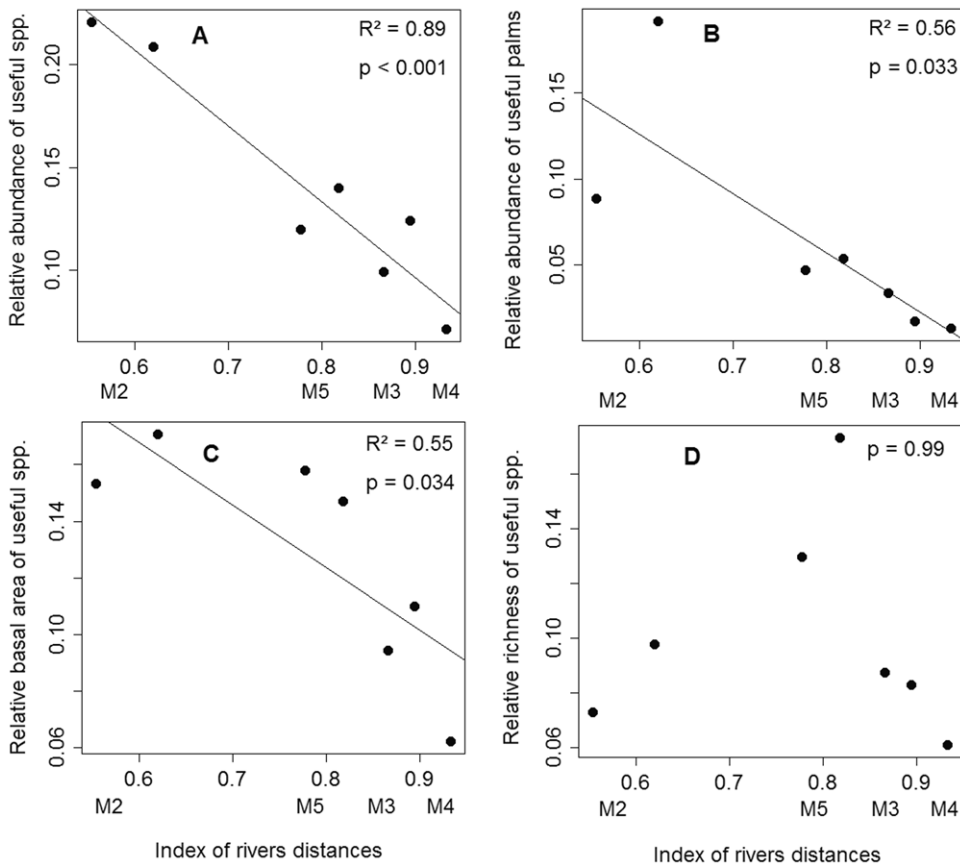 Relative abundance of useful spp.
0.20
0.15
0.10
A
R² = 0.89
p < 0.001
0.6 0.7 0.8 0.9
M2 M5 M3 M4
Relative abundance of useful palms
0.15
0.10
0.05
B
R² = 0.56
p = 0.033
0.6 0.7 0.8 0.9
M2 M5 M3 M4
Relative basal area of useful spp.
0.14
0.10
0.06
C
R² = 0.55
p = 0.034
0.6 0.7 0.8 0.9
M2 M5 M3 M4
Index of rivers distances
Relative richness of useful spp.
0.14
0.10
0.06
D
p = 0.99
0.6 0.7 0.8 0.9
M2 M5 M3 M4
Index of rivers distances